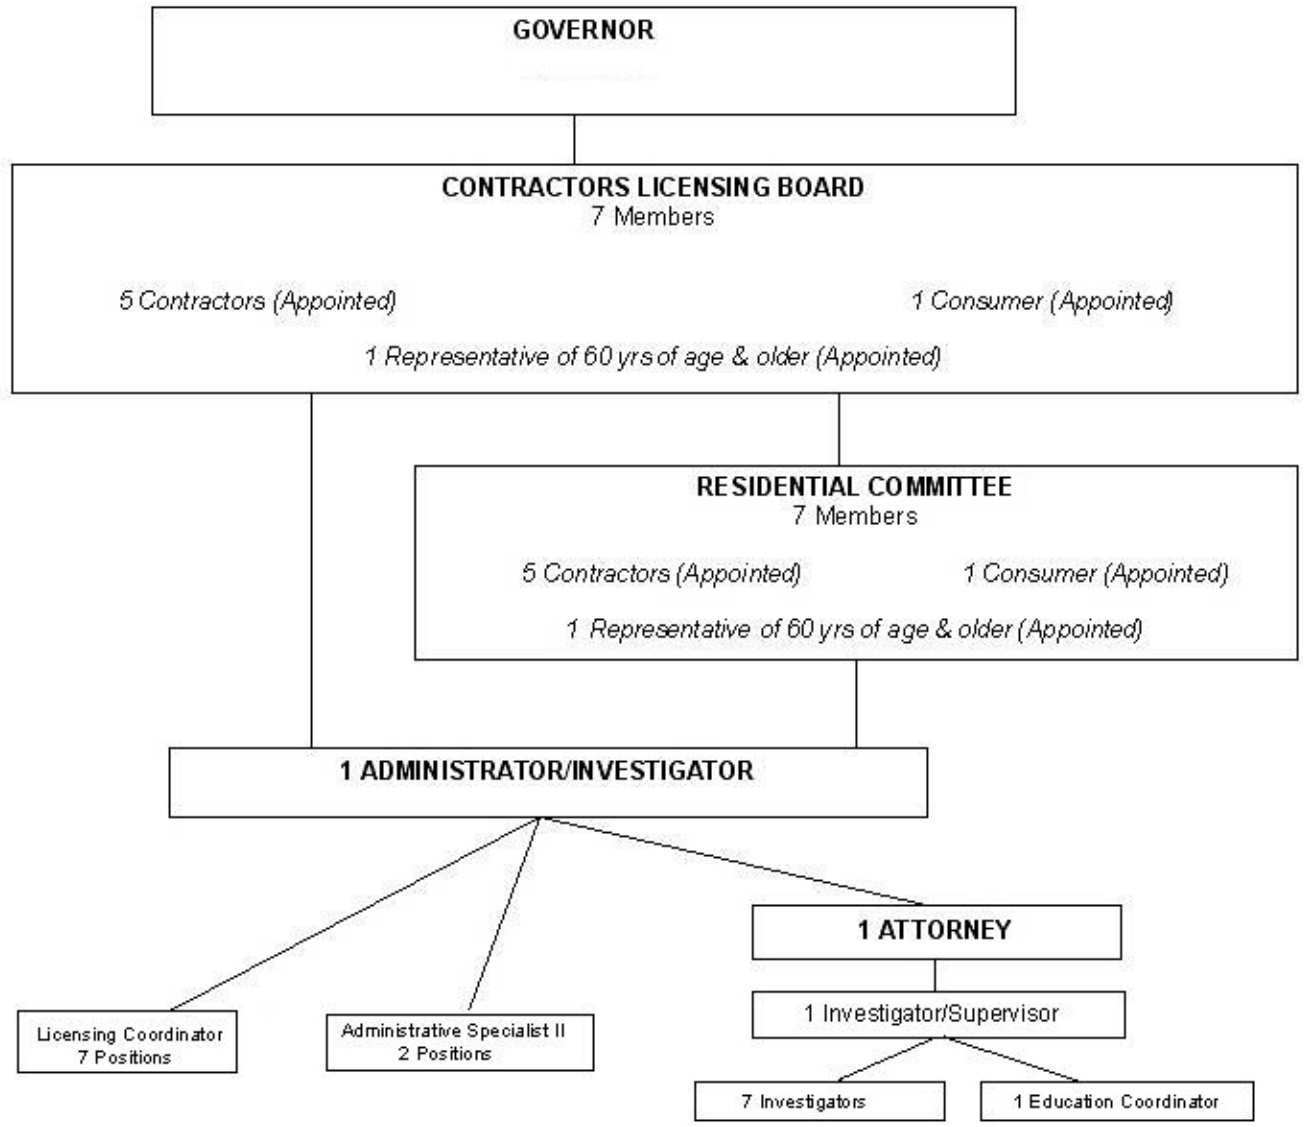 GOVERNOR
CONTRACTORS LICENSING BOARD
7 Members
5 Contractors (Appointed)
1 Consumer (Appointed)
1 Representative of 60 yrs of age & older (Appointed)
RESIDENTIAL COMMITTEE
7 Members
5 Contractors (Appointed)
1 Consumer (Appointed)
1 Representative of 60 yrs of age & older (Appointed)
1 ADMINISTRATOR/INVESTIGATOR
1 ATTORNEY
1 Investigator/Supervisor
Licensing Coordinator
7 Positions
Administrative Specialist II
2 Positions
7 Investigators
1 Education Coordinator